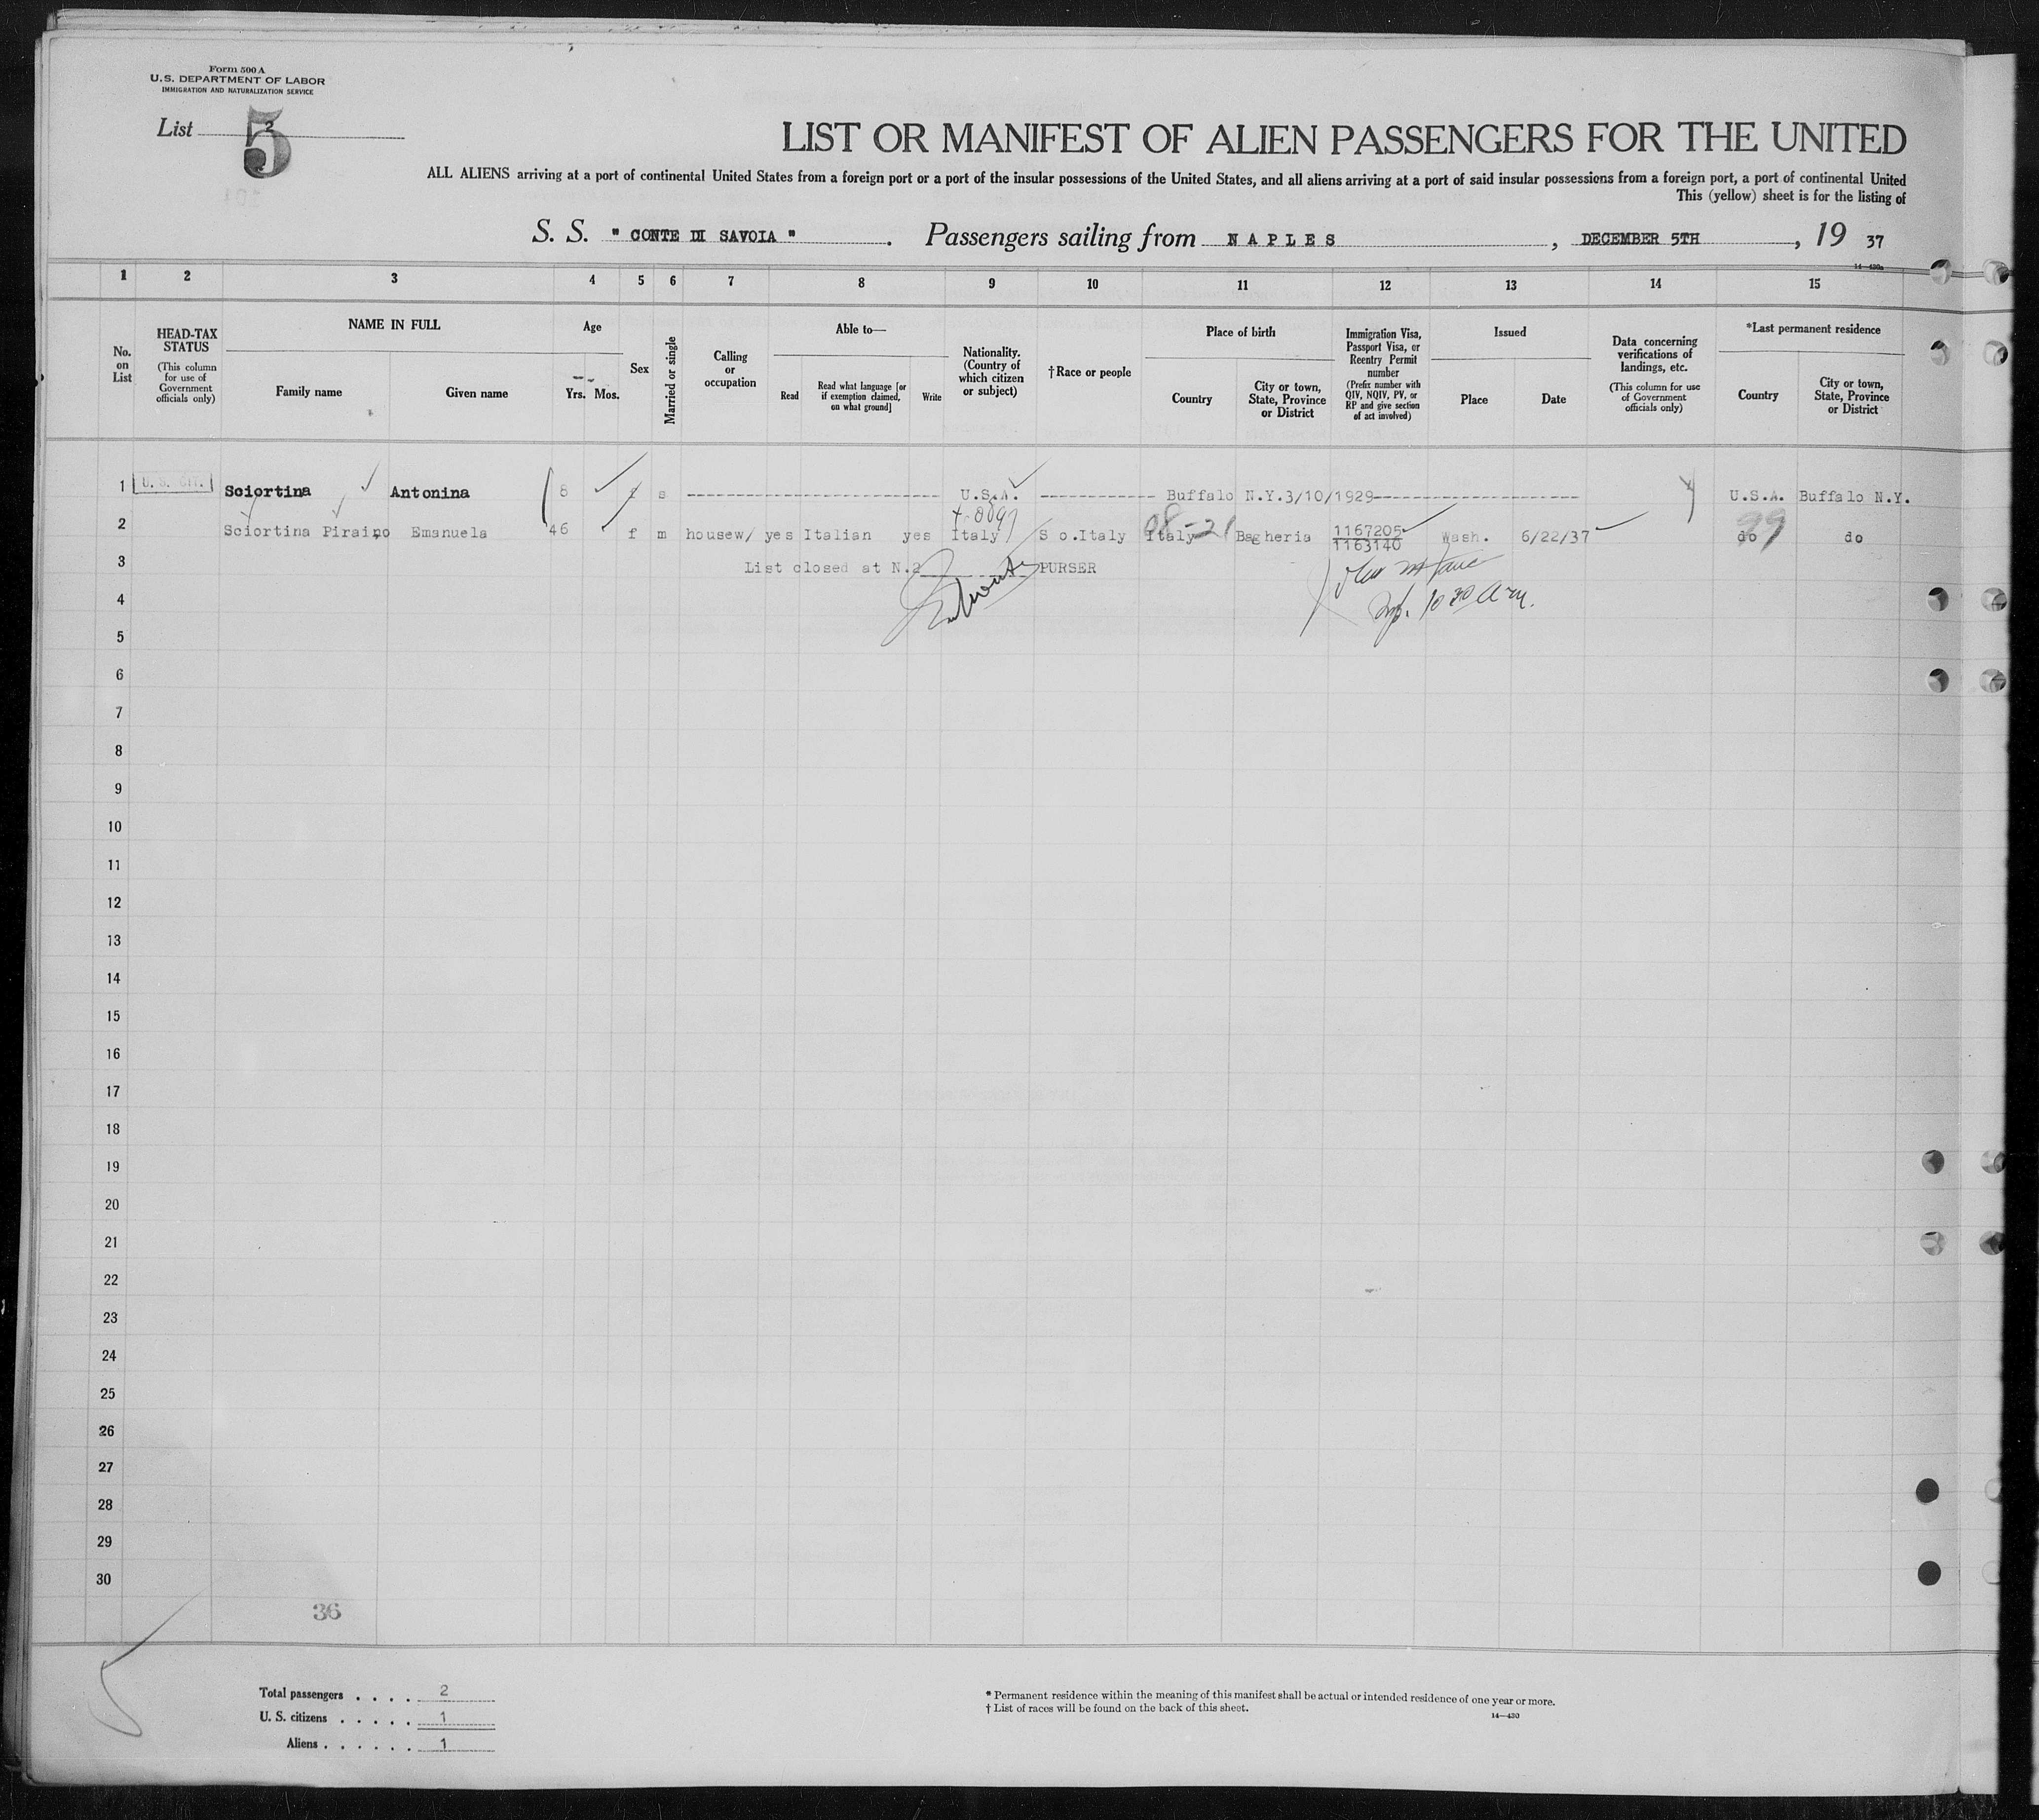 Form 500 A
U.S. DEPARTMENT OF LABOR
IMMIGRATION AND NATURALIZATION SERVICE
List 2
5
LIST OR MANIFEST OF ALIEN PASSENGERS FOR THE UNITED
ALL ALIENS arriving at a port of continental United States from a foreign port or a port of the insular possessions of the United States, and all aliens arriving at a port of said insular possessions from a foreign port, a port of continental United
This (yellow) sheet is for the listing of
S. S. " CONTE DI SAVOIA ". Passengers sailing from NAPLES, DECEMBER 5TH, 19 37
14—430a
1 2 3 4 5 6 7 8 9 10 11 12 13 14 15
No. on List
HEAD-TAX STATUS
(This column for use of Government officials only)
NAME IN FULL
Family name Given name
Age
Yrs. Mos.
Sex
Married or single
Calling or occupation
Able to—
Read
Read what language [or if exemption claimed, on what ground]
Write
Nationality. (Country of which citizen or subject)
†Race or people
Place of birth
Country
City or town, State, Province or District
Immigration Visa, Passport Visa, or Reentry Permit number
(Prefix number with QIV, NQIV, PV, or RP and give section of act involved)
Issued
Place Date
Data concerning verifications of landings, etc.
(This column for use of Government officials only)
*Last permanent residence
Country
City or town, State, Province or District
1 U. S. CIT. Sciortina Antonina 8 f s U.S.A. Buffalo N.Y.3/10/1929 U.S.A. Buffalo N.Y.
2 Sciortina Piraino Emanuela 46 f m housew/ yes Italian yes Italy So.Italy Italy Bagheria 1167205 1163140 Wash. 6/22/37 do do
08-21
99
3 List closed at N.2 PURSER
4
10 30 a.m.
5
6
7
8
9
10
11
12
13
14
15
16
17
18
19
20
21
22
23
24
25
26
27
28
29
30
36
Total passengers . . . . 2
U. S. citizens . . . . . 1
Aliens . . . . . . 1
* Permanent residence within the meaning of this manifest shall be actual or intended residence of one year or more.
† List of races will be found on the back of this sheet.
14—430